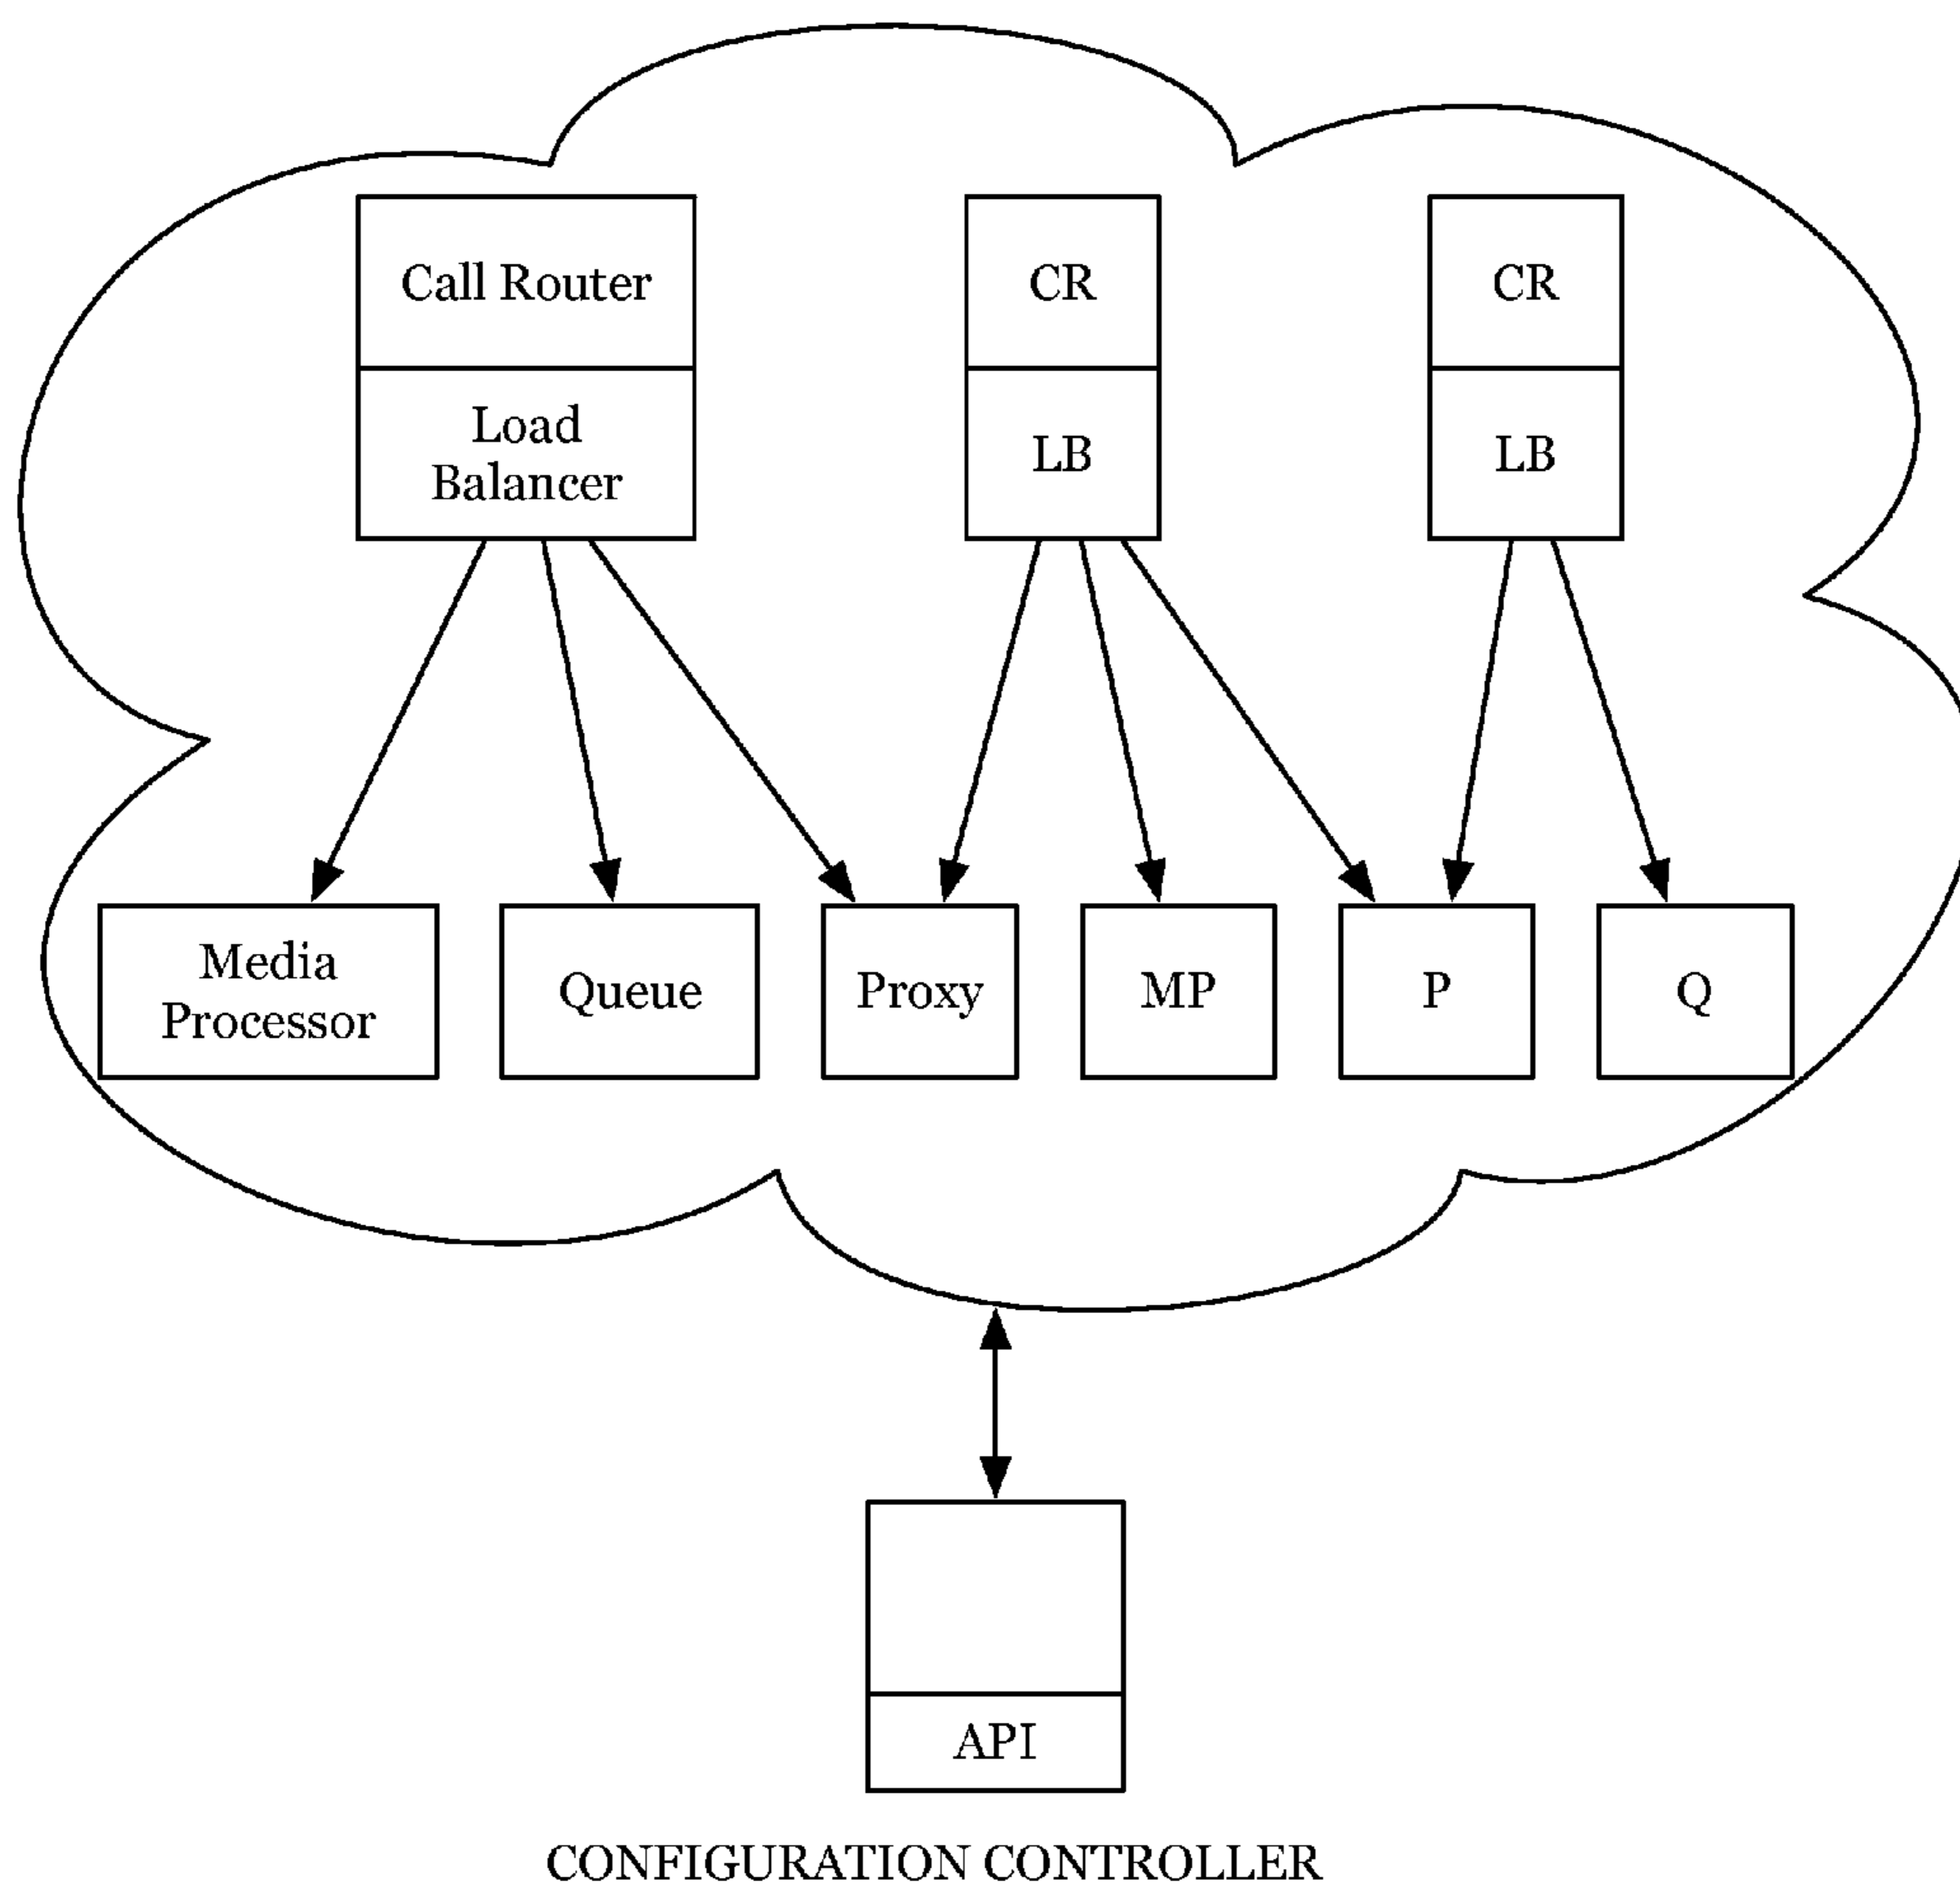 Call Router
CR
CR
Load
Balancer
LB
LB
Media
Processor
Queue
Proxy
MP
P
Q
API
CONFIGURATION CONTROLLER